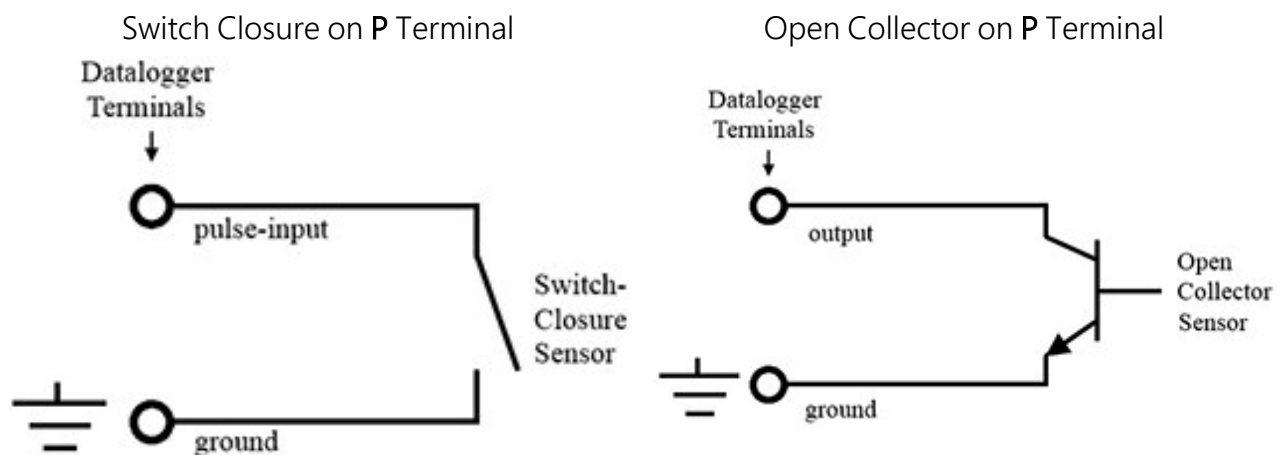 Switch Closure on P Terminal
Datalogger
Terminals
pulse-input
Switch-
Closure
Sensor
ground
Open Collector on P Terminal
Datalogger
Terminals
output
Open
Collector
Sensor
ground